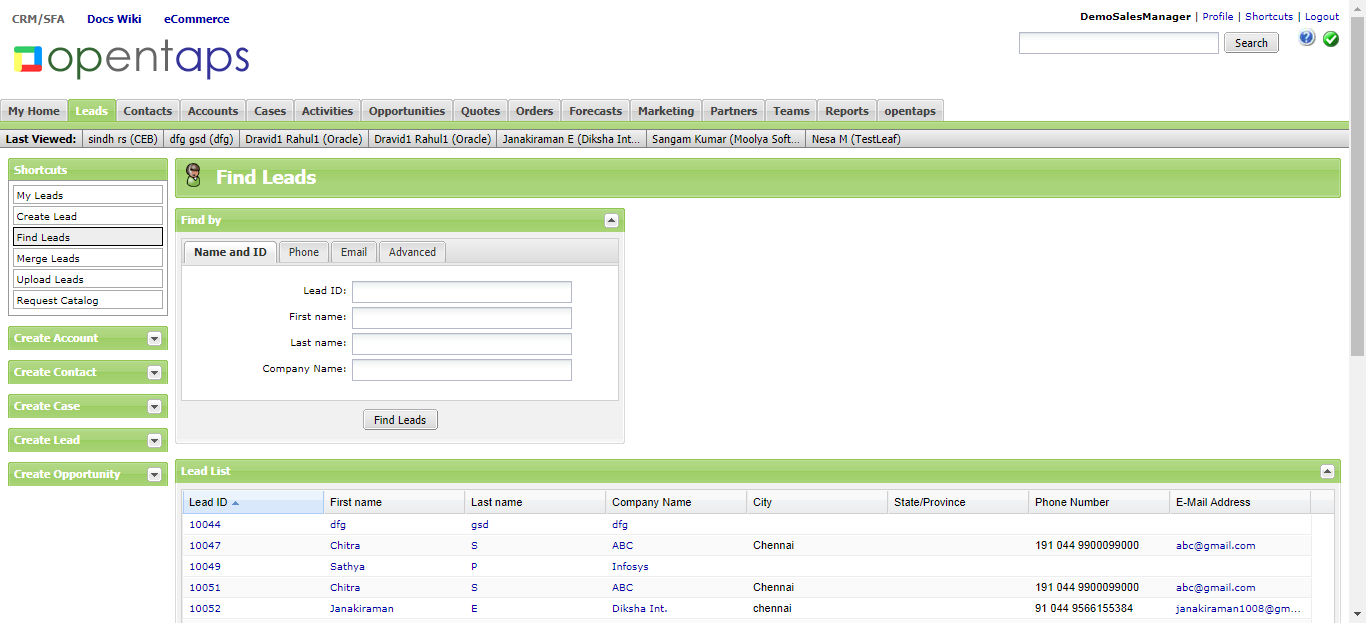 CRM/SFA Docs Wiki eCommerce
DemoSalesManager | Profile | Shortcuts | Logout
opentaps
Search
My Home Leads Contacts Accounts Cases Activities Opportunities Quotes Orders Forecasts Marketing Partners Teams Reports opentaps
Last Viewed: sindh rs (CEB) dfg gsd (dfg) Dravid1 Rahul1 (Oracle) Dravid1 Rahul1 (Oracle) Janakiraman E (Diksha Int... Sangam Kumar (Moolya Soft... Nesa M (TestLeaf)
Shortcuts
My Leads
Create Lead
Find Leads
Merge Leads
Upload Leads
Request Catalog
Create Account
Create Contact
Create Case
Create Lead
Create Opportunity
Find Leads
Find by
Name and ID Phone Email Advanced
Lead ID:
First name:
Last name:
Company Name:
Find Leads
Lead List
Lead ID First name Last name Company Name City State/Province Phone Number E-Mail Address
10044 dfg gsd dfg
10047 Chitra S ABC Chennai 191 044 9900099000 abc@gmail.com
10049 Sathya P Infosys
10051 Chitra S ABC Chennai 191 044 9900099000 abc@gmail.com
10052 Janakiraman E Diksha Int. chennai 91 044 9566155384 janakiraman1008@gm...